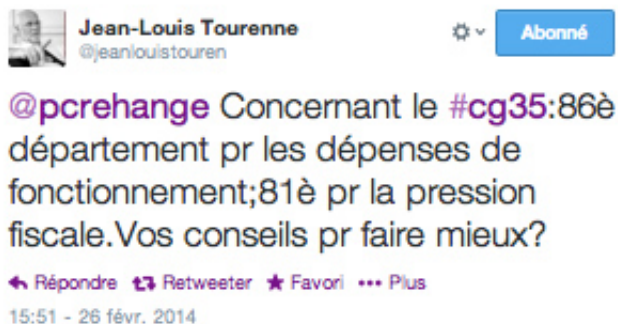 Jean-Louis Tourenne
@jeanlouistouren
Abonné
@pcrehange Concernant le #cg35:86è
département pr les dépenses de
fonctionnement;81è pr la pression
fiscale.Vos conseils pr faire mieux?
Répondre Retweeter Favori ••• Plus
15:51 - 26 févr. 2014